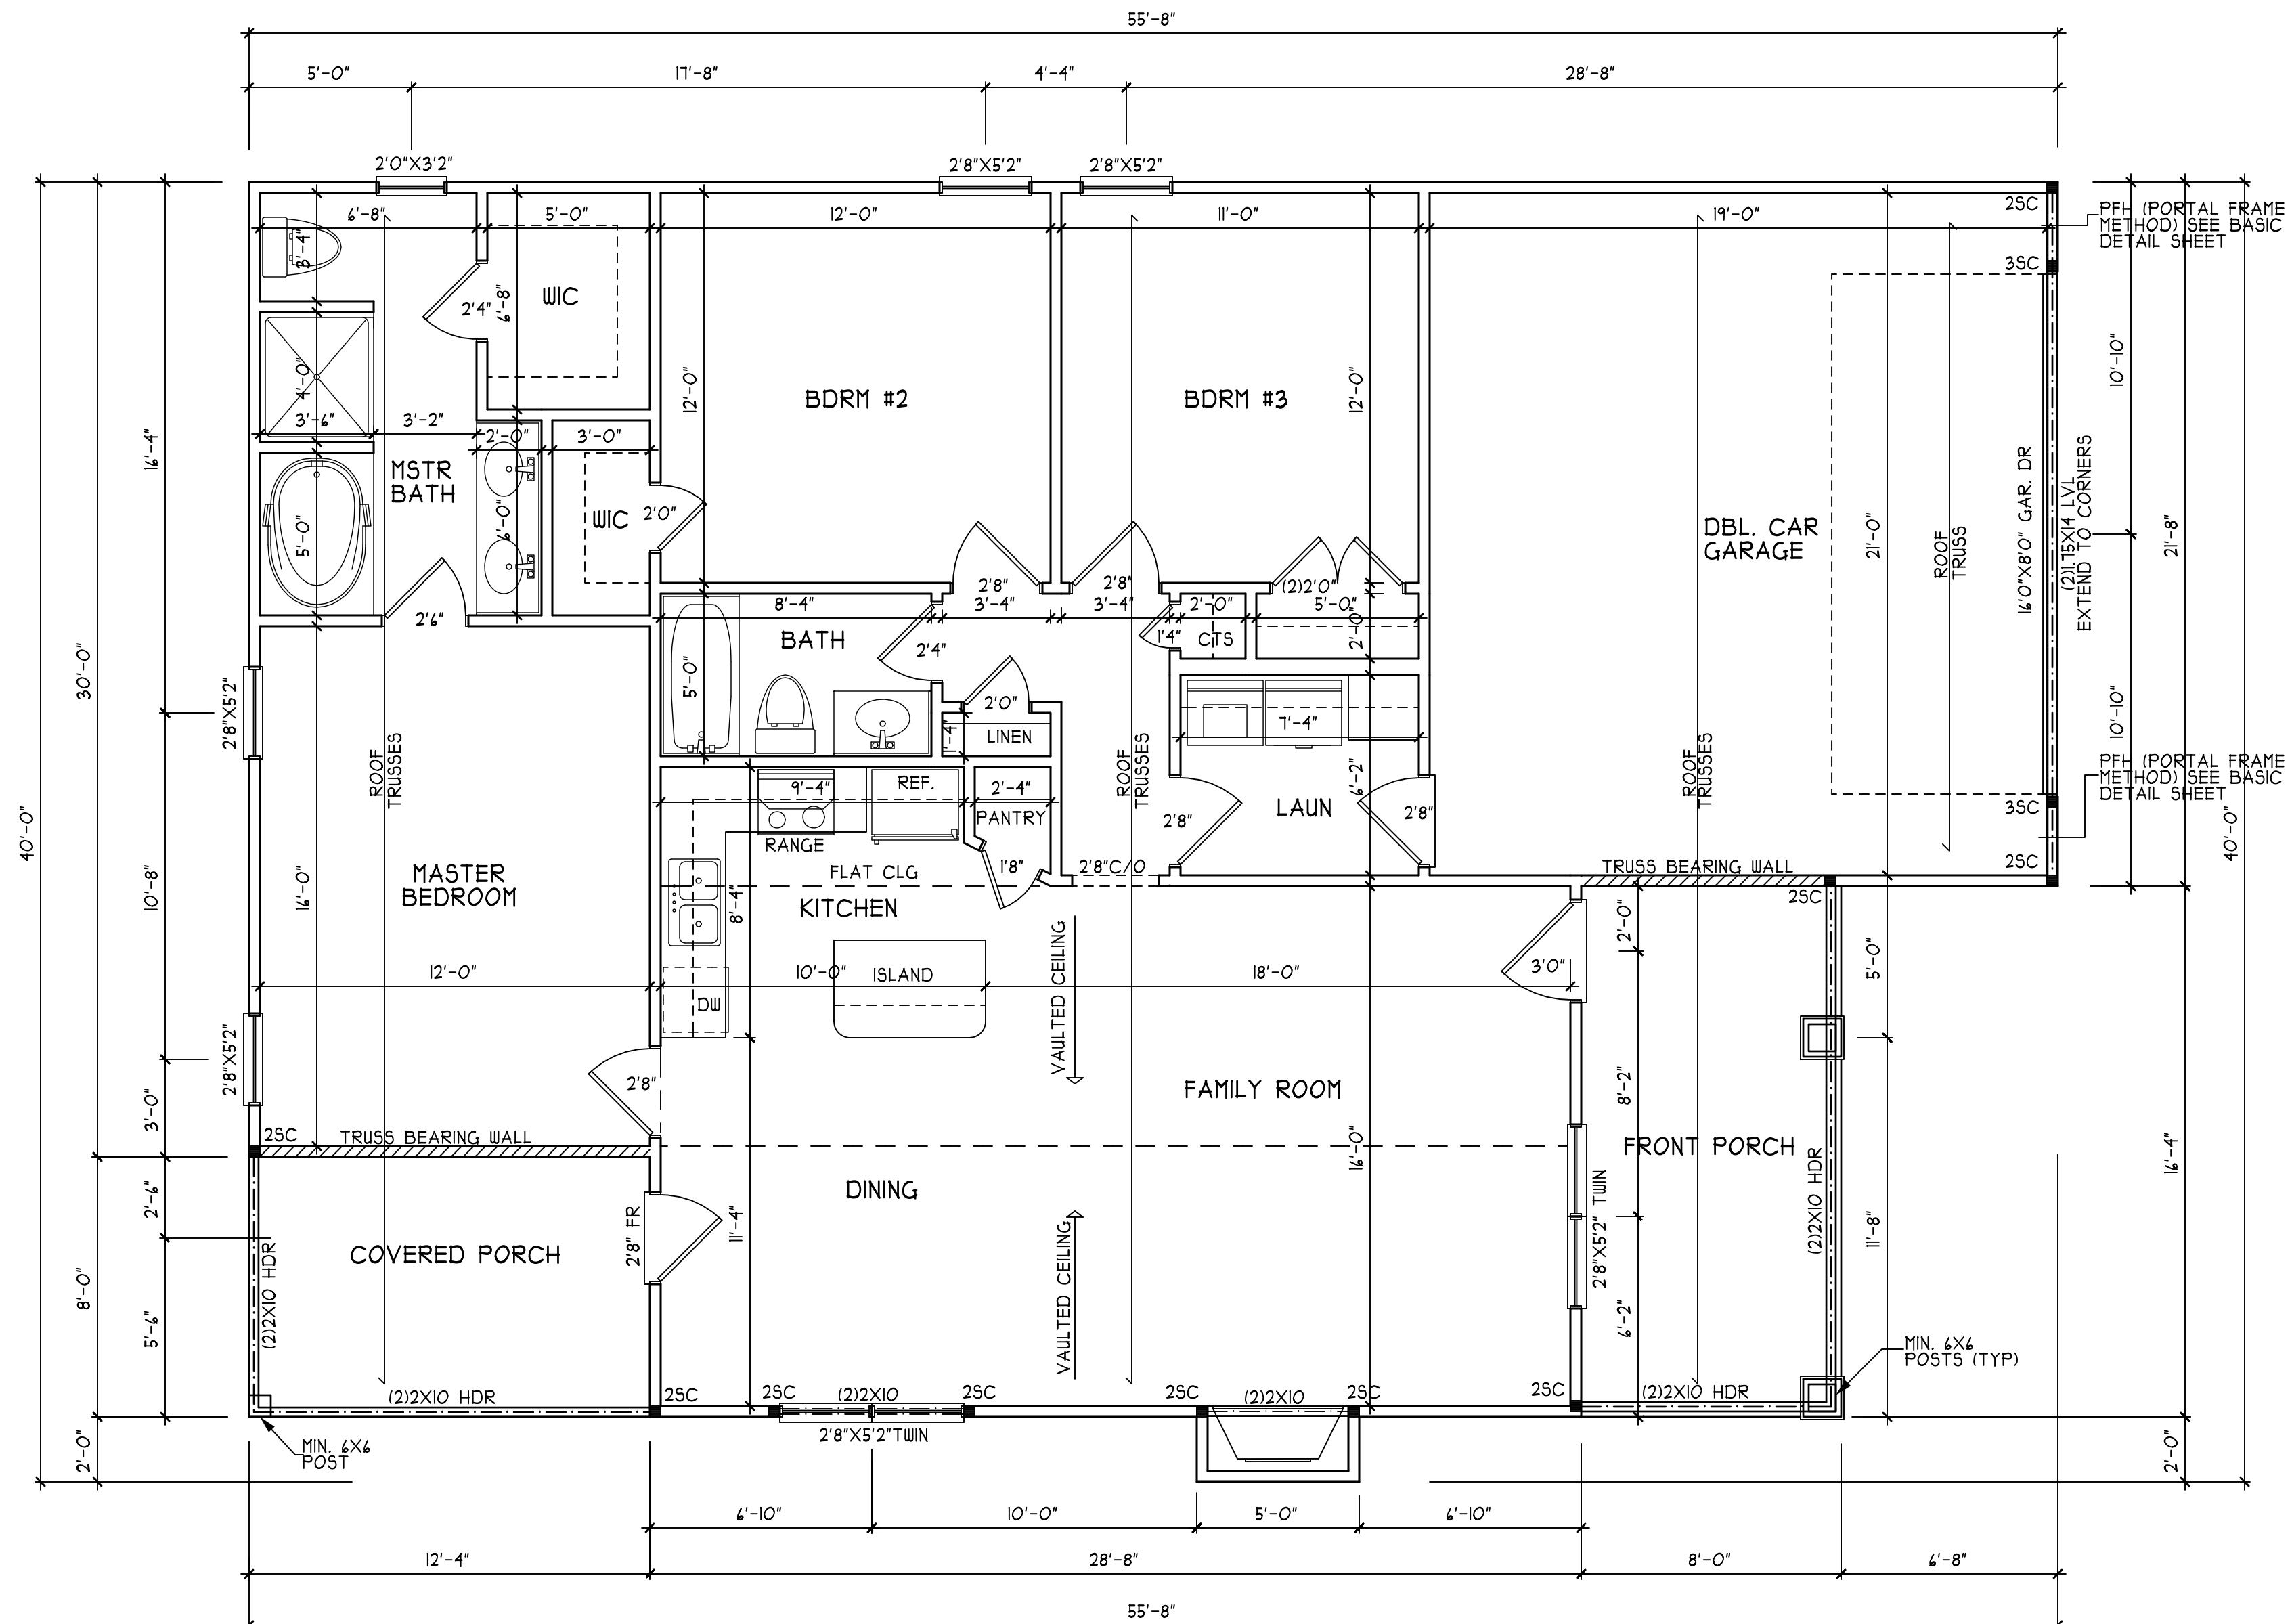 55'-8"
5'-0"
17'-8"
4'-4"
28'-8"
2'0"X3'2"
2'8"X5'2"
2'8"X5'2"
6'-8"
5'-0"
12'-0"
11'-0"
19'-0"
2SC
PFH (PORTAL FRAME
METHOD) SEE BASIC
DETAIL SHEET
3SC
3'-4"
2'4"
6'-8"
WIC
4'-0"
3'-6"
3'-2"
2'-0"
3'-0"
12'-0"
BDRM #2
BDRM #3
12'-0"
10'-10"
16'-4"
MSTR
BATH
5'-0"
6'-0"
WIC
2'0"
DBL. CAR
GARAGE
21'-0"
ROOF
TRUSS
16'0"X8'0" GAR. DR
(2)1.75X14 LVL
EXTEND TO CORNERS
21'-8"
2'6"
2'8"
2'8"
(2)2'0"
8'-4"
3'-4"
3'-4"
2'-0"
5'-0"
BATH
2'4"
1'4"
CTS
2'-0"
30'-0"
2'8"X5'2"
5'-0"
2'0"
1'-4"
LINEN
7'-4"
10'-10"
ROOF
TRUSSES
ROOF
TRUSSES
ROOF
TRUSSES
PFH (PORTAL FRAME
METHOD) SEE BASIC
DETAIL SHEET
40'-0"
9'-4"
REF.
2'-4"
PANTRY
6'-2"
LAUN
2'8"
2'8"
3SC
40'-0"
RANGE
FLAT CLG
1'8"
2'8"C/O
TRUSS BEARING WALL
2SC
2SC
MASTER
BEDROOM
10'-8"
16'-0"
8'-4"
KITCHEN
2'-0"
5'-0"
12'-0"
10'-0"
ISLAND
18'-0"
3'0"
DW
VAULTED CEILING
2'8"X5'2"
2'8"
FAMILY ROOM
8'-2"
3'-0"
2SC
TRUSS BEARING WALL
16'-0"
FRONT PORCH
16'-4"
2'-6"
DINING
2'8"X5'2" TWIN
(2)2X10 HDR
11'-8"
COVERED PORCH
2'8" FR
11'-4"
8'-0"
(2)2X10 HDR
5'-6"
VAULTED CEILING
6'-2"
MIN. 6X6
POSTS (TYP)
(2)2X10 HDR
2SC
2SC
(2)2X10
2SC
2SC
(2)2X10
2SC
2SC
(2)2X10 HDR
2'8"X5'2"TWIN
MIN. 6X6
POST
2'-0"
2'-0"
6'-10"
10'-0"
5'-0"
6'-10"
12'-4"
28'-8"
8'-0"
6'-8"
55'-8"